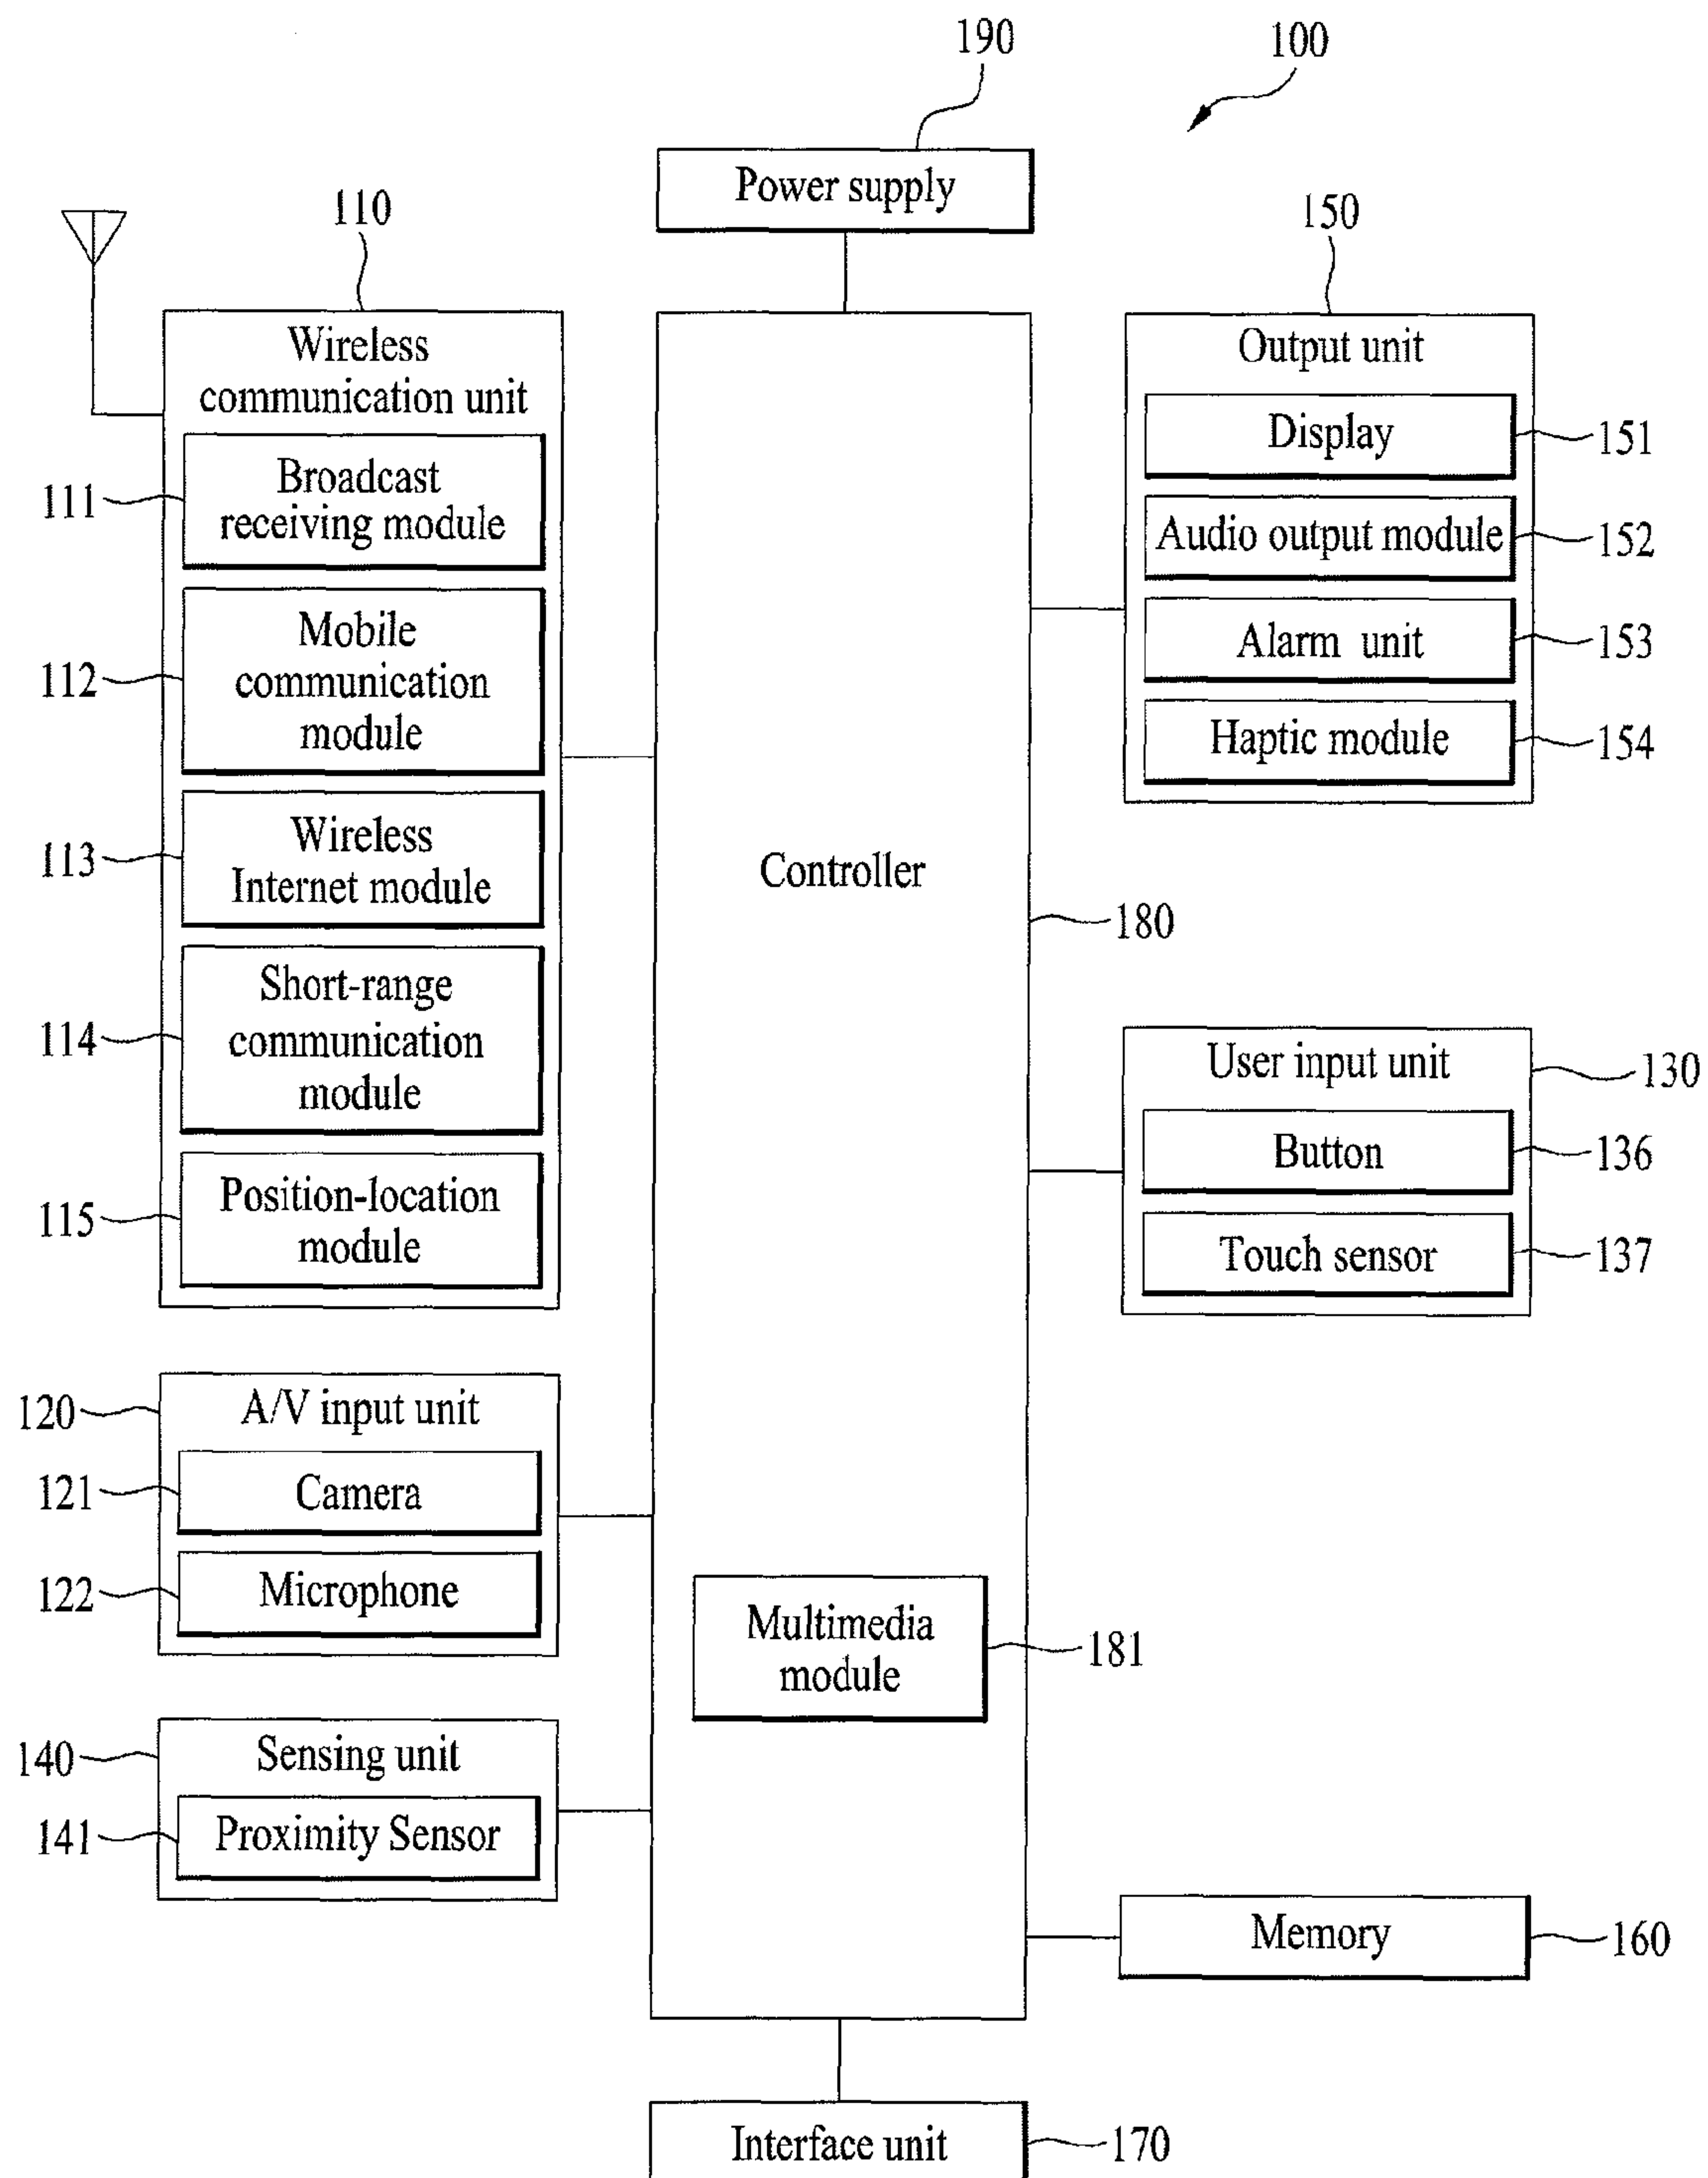 190
100
Power supply
110
150
Wireless
communication unit
Output unit
111
Broadcast
receiving module
Display
151
Audio output module
152
112
Mobile
communication
module
Alarm unit
153
Haptic module
154
113
Wireless
Internet module
Controller
180
114
Short-range
communication
module
User input unit
130
Button
136
115
Position-location
module
Touch sensor
137
120
A/V input unit
121
Camera
122
Microphone
Multimedia
module
181
140
Sensing unit
141
Proximity Sensor
Memory
160
Interface unit
170